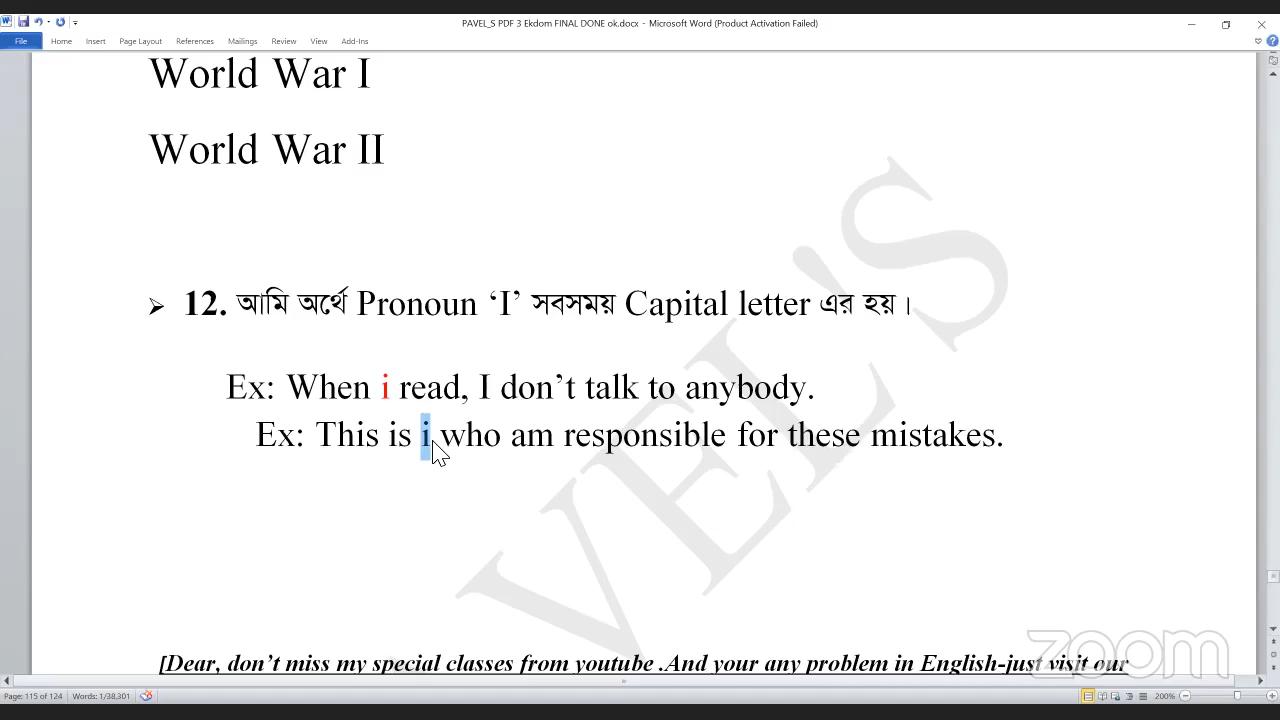 PAVEL_S PDF 3 Ekdom FINAL DONE ok.docx - Microsoft Word (Product Activation Failed)
File Home Insert Page Layout References Mailings Review View Add-Ins
World War I
World War II
➢ 12. আমি অর্থে Pronoun ‘I’ সবসময় Capital letter এর হয়।
Ex: When i read, I don’t talk to anybody.
Ex: This is i who am responsible for these mistakes.
VEL'S
[Dear, don’t miss my special classes from youtube .And your any problem in English-just visit our
zoom
Page: 115 of 124 Words: 1/38,301 200%